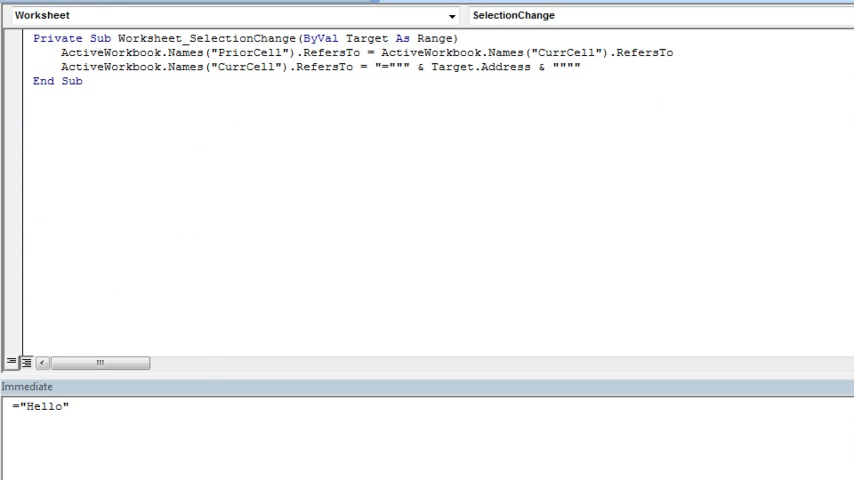 Worksheet
SelectionChange
Private Sub Worksheet_SelectionChange(ByVal Target As Range)
ActiveWorkbook.Names("PriorCell").RefersTo = ActiveWorkbook.Names("CurrCell").RefersTo
ActiveWorkbook.Names("CurrCell").RefersTo = "=""" & Target.Address & """"
End Sub
Immediate
="Hello"